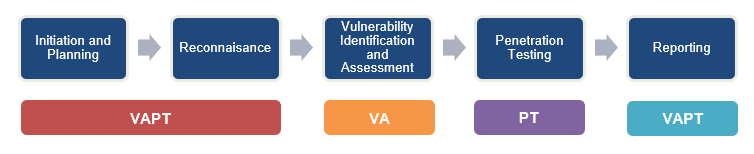 Initiation and
Planning
Reconnaisance
Vulnerability
Identification
and
Assessment
Penetration
Testing
Reporting
VAPT
VA
PT
VAPT